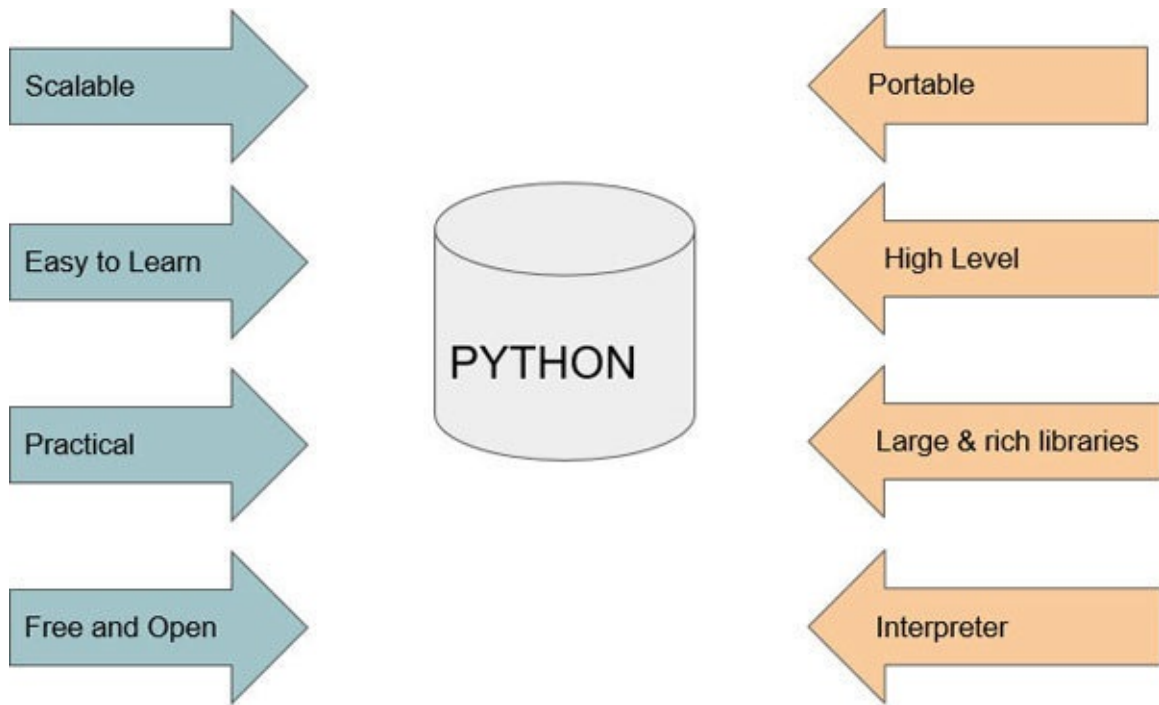 Scalable
Portable
Easy to Learn
High Level
PYTHON
Practical
Large & rich libraries
Free and Open
Interpreter